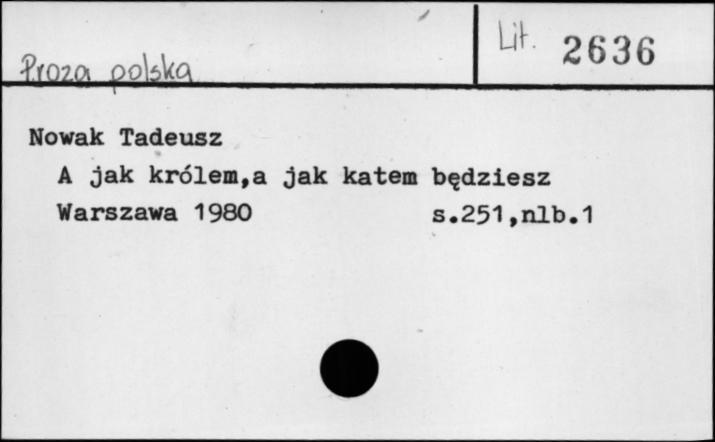 Proza polska
Lit. 2636
Nowak Tadeusz
A jak królem,a jak katem będziesz
Warszawa 1980 s.251,nlb.1